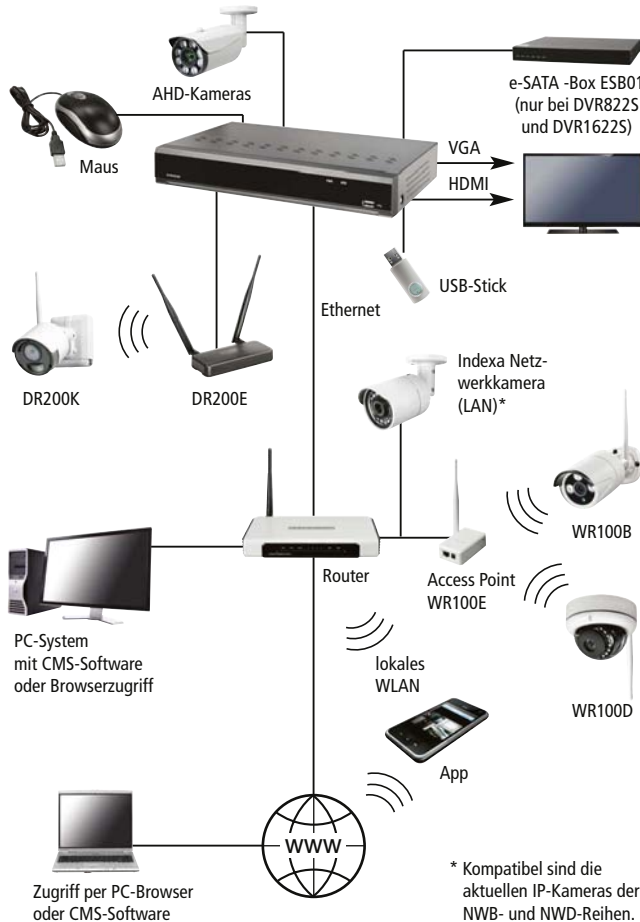 AHD-Kameras
e-SATA -Box ESB01
(nur bei DVR822S
und DVR1622S)
Maus
VGA
HDMI
USB-Stick
Ethernet
DR200K
DR200E
Indexa Netz-
werkkamera
(LAN)*
WR100B
Router
Access Point
WR100E
PC-System
mit CMS-Software
oder Browserzugriff
lokales
WLAN
WR100D
App
www
Zugriff per PC-Browser
oder CMS-Software
* Kompatibel sind die
aktuellen IP-Kameras der
NWB- und NWD-Reihen.